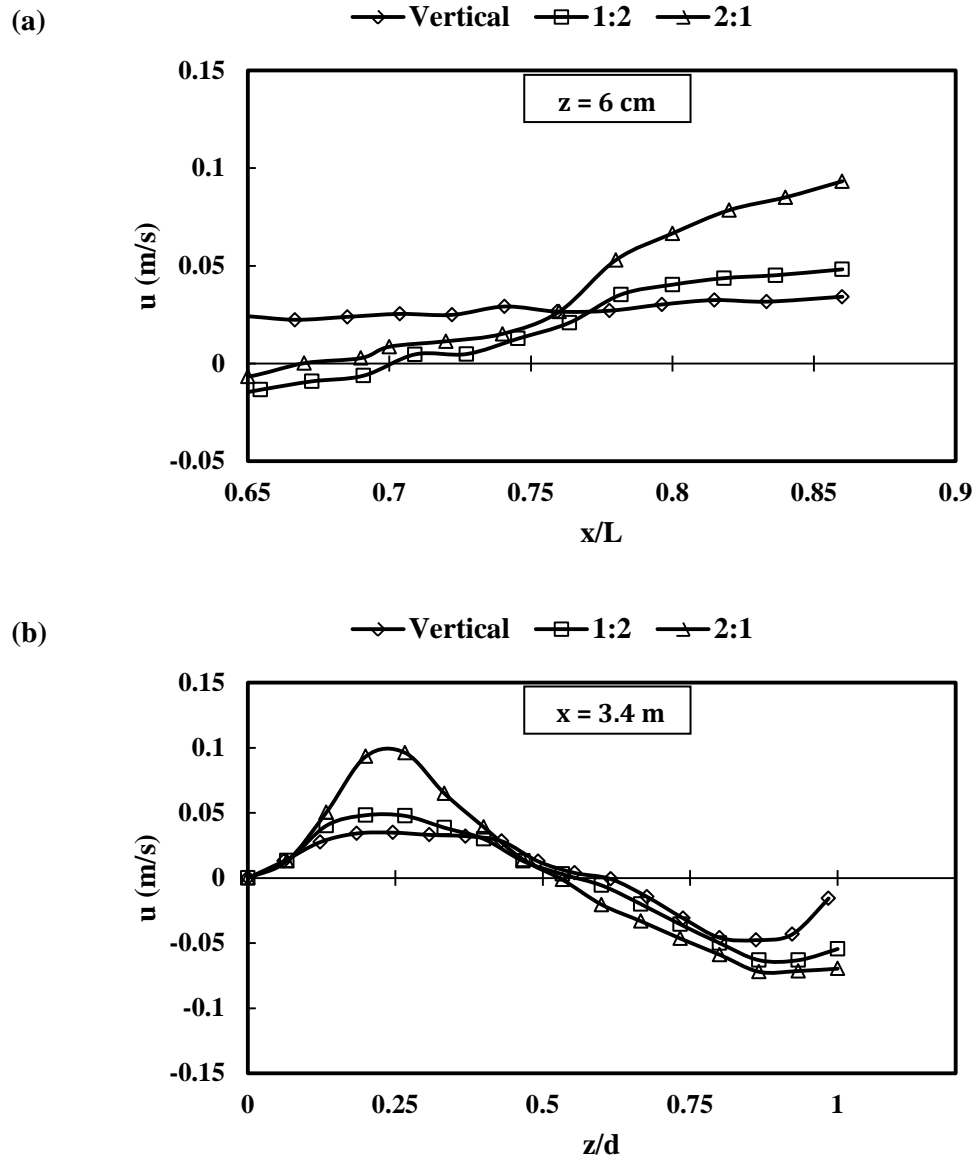 (a)
Vertical 1:2 2:1
z = 6 cm
u (m/s)
0.15
0.1
0.05
0
-0.05
0.65 0.7 0.75 0.8 0.85 0.9
x/L
(b)
Vertical 1:2 2:1
x = 3.4 m
u (m/s)
0.15
0.1
0.05
0
-0.05
-0.1
-0.15
0 0.25 0.5 0.75 1
z/d